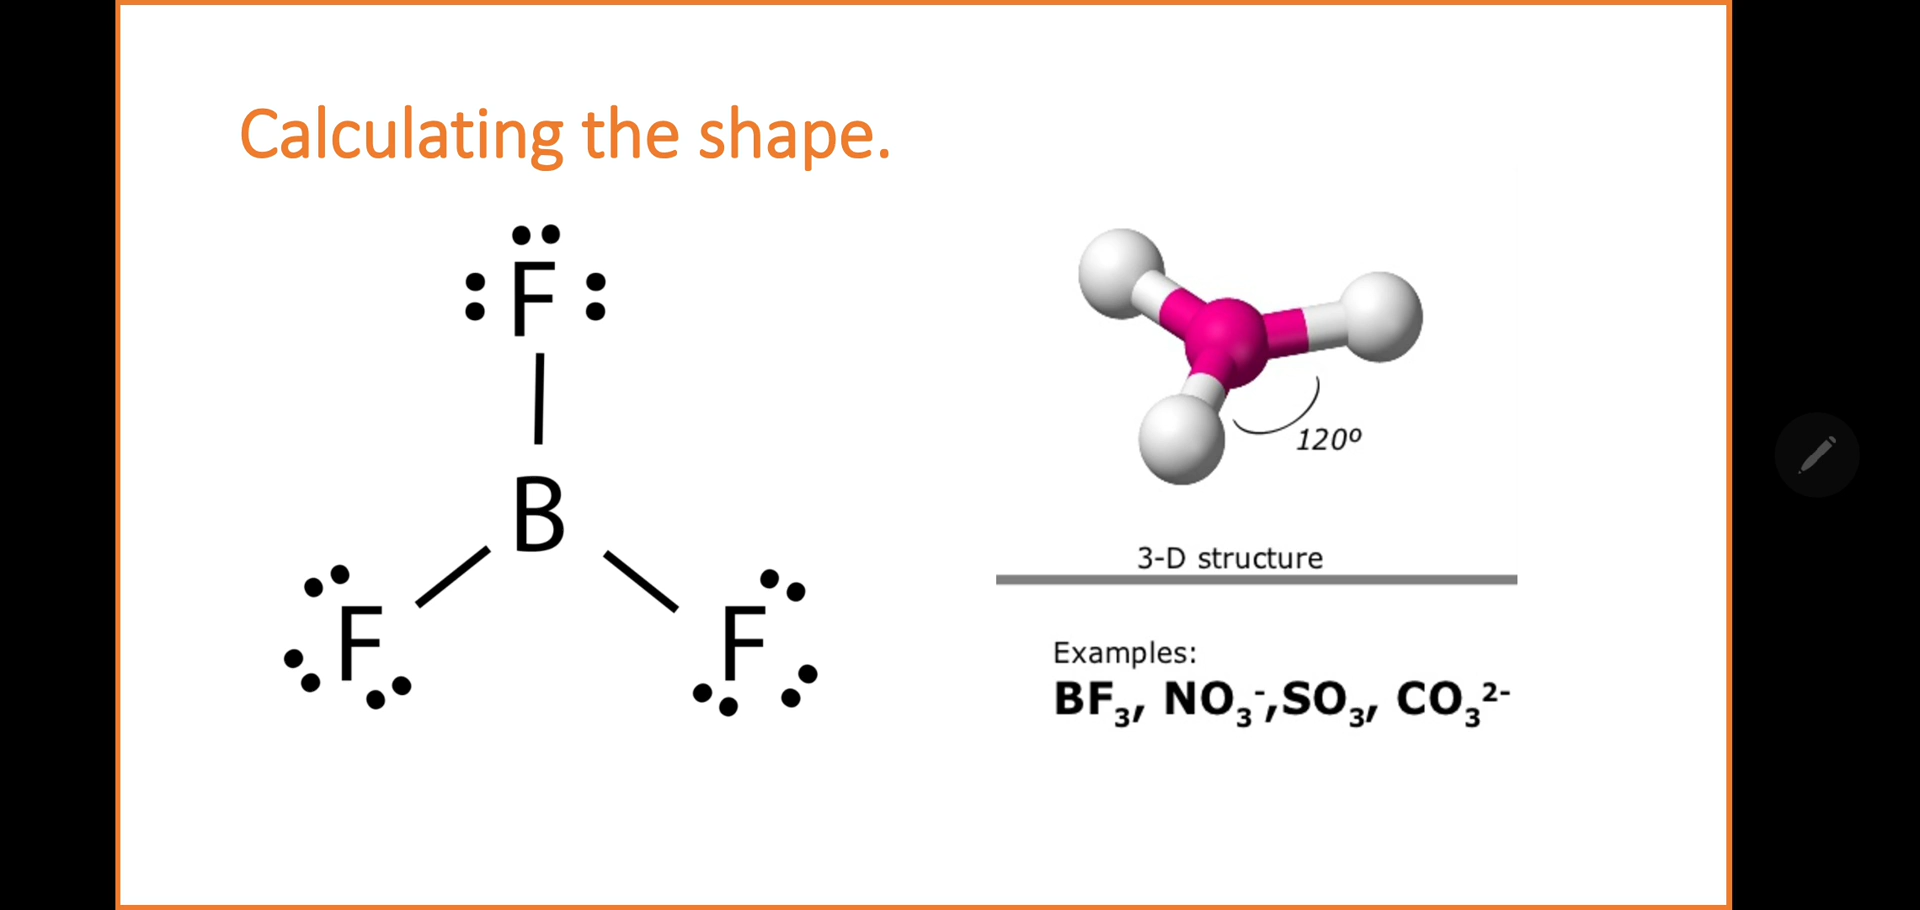 Calculating the shape.
F
B
F
F
120º
3-D structure
Examples:
BF₃, NO₃⁻,SO₃, CO₃²⁻